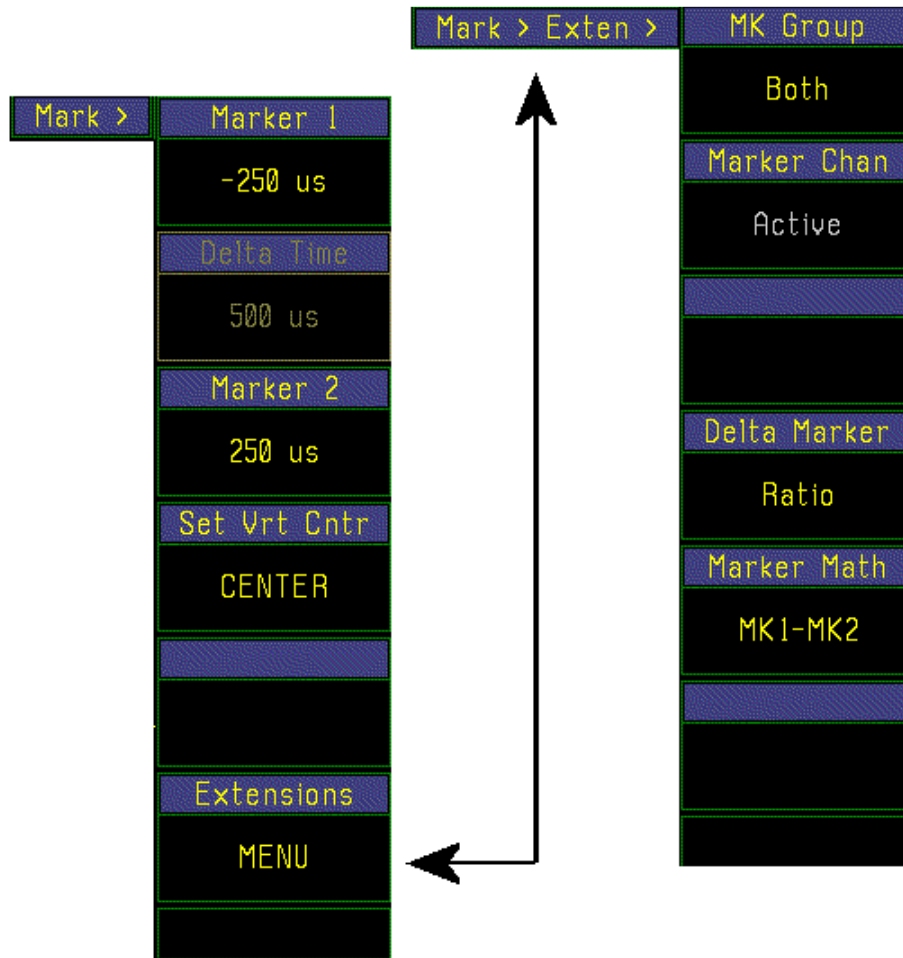 Mark >
Marker 1
-250 us
Delta Time
500 us
Marker 2
250 us
Set Vrt Cntr
CENTER
Extensions
MENU
Mark > Exten >
MK Group
Both
Marker Chan
Active
Delta Marker
Ratio
Marker Math
MK1-MK2